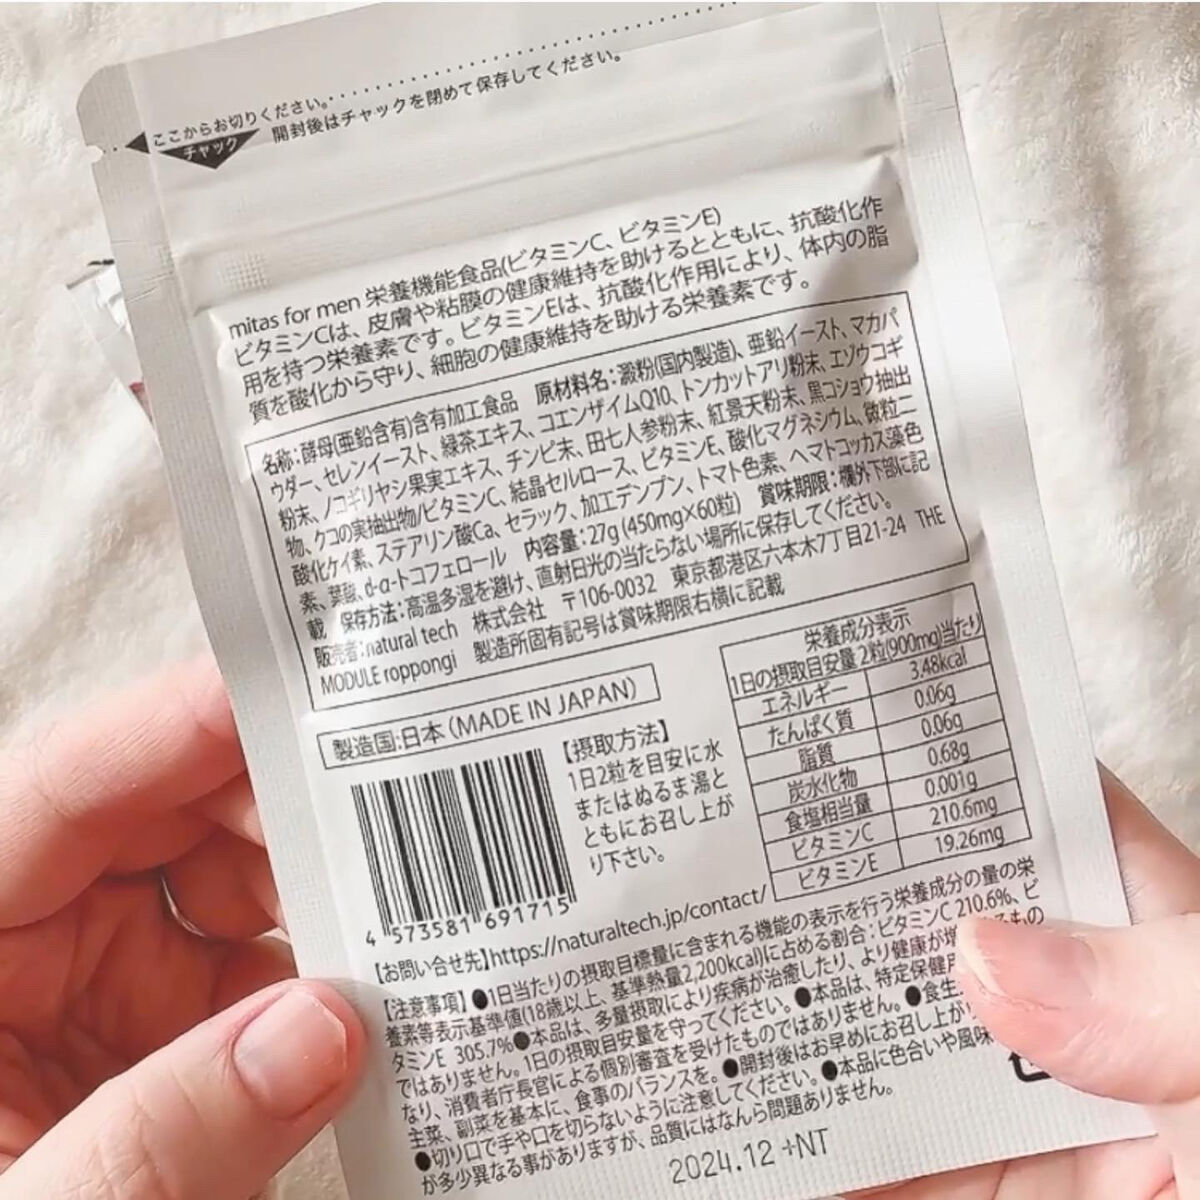 ここからお切りください。
チャック
開封後はチャックを閉めて保存してください。
mitas for men 栄養機能食品(ビタミンC、ビタミンE)
ビタミンCは、皮膚や粘膜の健康維持を助けるとともに、抗酸化作
用を持つ栄養素です。ビタミンEは、抗酸化作用により、体内の脂
質を酸化から守り、細胞の健康維持を助ける栄養素です。
名称:酵母(亜鉛含有)含有加工食品 原材料名:澱粉(国内製造)、亜鉛イースト、マカパ
ウダー、セレンイースト、緑茶エキス、コエンザイムQ10、トンカットアリ粉末、エゾウコギ
粉末、ノコギリヤシ果実エキス、チンピ末、田七人参粉末、紅景天粉末、黒コショウ抽出
物、クコの実抽出物/ビタミンC、結晶セルロース、ビタミンE、酸化マグネシウム、微粒二
酸化ケイ素、ステアリン酸Ca、セラック、加工デンプン、トマト色素、ヘマトコッカス藻色
素、葉酸、d-α-トコフェロール 内容量:27g(450mg×60粒) 賞味期限:欄外下部に記
載 保存方法:高温多湿を避け、直射日光の当たらない場所に保存してください。
販売者:natural tech 株式会社 〒106-0032 東京都港区六本木7丁目21-24 THE
MODULE roppongi 製造所固有記号は賞味期限右横に記載
製造国:日本(MADE IN JAPAN)
【摂取方法】
1日2粒を目安に水
またはぬるま湯と
ともにお召し上が
り下さい。
栄養成分表示
1日の摂取目安量 2粒(900mg)当たり
エネルギー 3.48kcal
たんぱく質 0.06g
脂質 0.06g
炭水化物 0.68g
食塩相当量 0.001g
ビタミンC 210.6mg
ビタミンE 19.26mg
4 573581 691715
【お問い合せ先】https://naturaltech.jp/contact/
【注意事項】●1日当たりの摂取目標量に含まれる機能の表示を行う栄養成分の量の栄
養素等表示基準値(18歳以上、基準熱量2,200kcal)に占める割合:ビタミンC 210.6%、ビ
タミンE 305.7%●本品は、多量摂取により疾病が治癒したり、より健康が増 るもの
ではありません。1日の摂取目安量を守ってください。●本品は、特定保健用
なり、消費者庁長官による個別審査を受けたものではありません。●食生
主菜、副菜を基本に、食事のバランスを。●開封後はお早めにお召し上がり
●切り口で手や口を切らないように注意してください。●本品に色合いや風味
が多少異なる事がありますが、品質にはなんら問題ありません。
2024.12 +NT